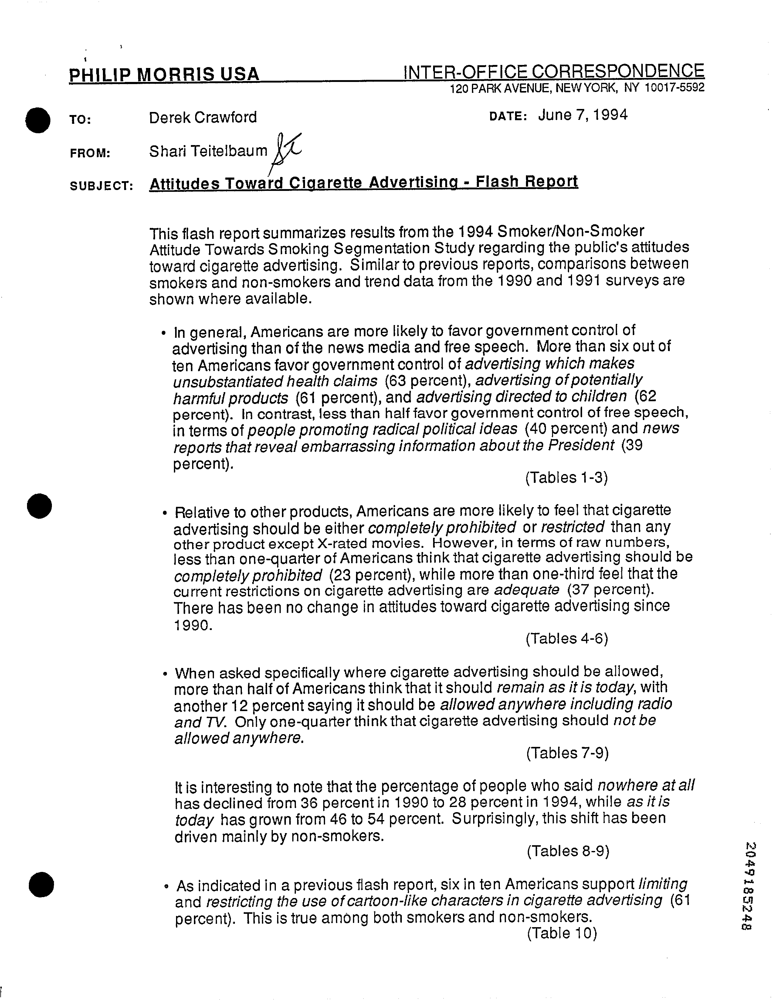 PHILIP MORRIS USA
INTER-OFFICE CORRESPONDENCE
120 PARK AVENUE, NEW YORK, NY 10017-5592
TO: Derek Crawford DATE: June 7, 1994
FROM: Shari Teitelbaum
SUBJECT: Attitudes Toward Cigarette Advertising - Flash Report
This flash report summarizes results from the 1994 Smoker/Non-Smoker
Attitude Towards Smoking Segmentation Study regarding the public's attitudes
toward cigarette advertising. Similar to previous reports, comparisons between
smokers and non-smokers and trend data from the 1990 and 1991 surveys are
shown where available.
• In general, Americans are more likely to favor government control of
advertising than of the news media and free speech. More than six out of
ten Americans favor government control of advertising which makes
unsubstantiated health claims (63 percent), advertising of potentially
harmful products (61 percent), and advertising directed to children (62
percent). In contrast, less than half favor government control of free speech,
in terms of people promoting radical political ideas (40 percent) and news
reports that reveal embarrassing information about the President (39
percent).
(Tables 1-3)
• Relative to other products, Americans are more likely to feel that cigarette
advertising should be either completely prohibited or restricted than any
other product except X-rated movies. However, in terms of raw numbers,
less than one-quarter of Americans think that cigarette advertising should be
completely prohibited (23 percent), while more than one-third feel that the
current restrictions on cigarette advertising are adequate (37 percent).
There has been no change in attitudes toward cigarette advertising since
1990.
(Tables 4-6)
• When asked specifically where cigarette advertising should be allowed,
more than half of Americans think that it should remain as it is today, with
another 12 percent saying it should be allowed anywhere including radio
and TV. Only one-quarter think that cigarette advertising should not be
allowed anywhere.
(Tables 7-9)
It is interesting to note that the percentage of people who said nowhere at all
has declined from 36 percent in 1990 to 28 percent in 1994, while as it is
today has grown from 46 to 54 percent. Surprisingly, this shift has been
driven mainly by non-smokers.
(Tables 8-9)
• As indicated in a previous flash report, six in ten Americans support limiting
and restricting the use of cartoon-like characters in cigarette advertising (61
percent). This is true among both smokers and non-smokers.
(Table 10)
2049185248